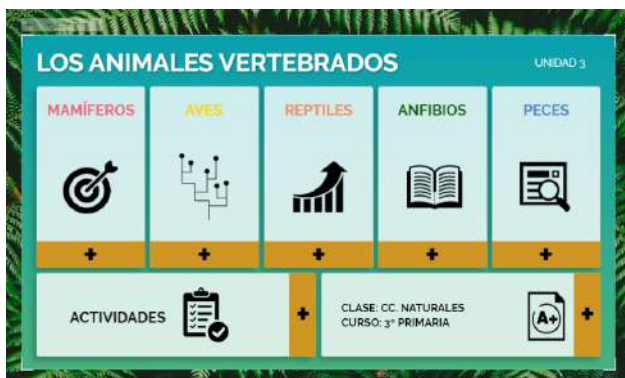 LOS ANIMALES VERTEBRADOS
UNIDAD 3
MAMÍFEROS
AVES
REPTILES
ANFIBIOS
PECES
ACTIVIDADES
CLASE: CC. NATURALES
CURSO: 3º PRIMARIA
A+